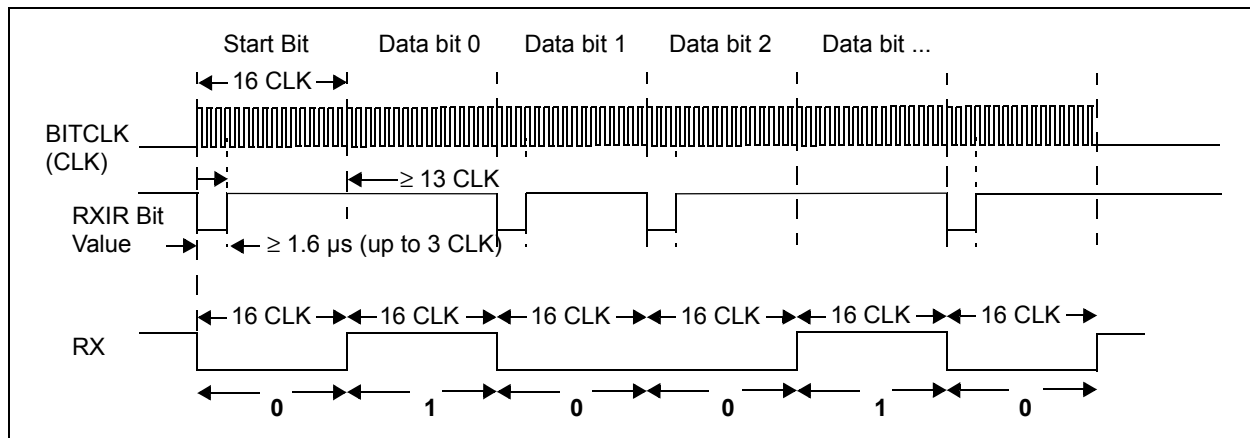 Start Bit Data bit 0 Data bit 1 Data bit 2 Data bit ...
16 CLK
BITCLK
(CLK)
≥ 13 CLK
RXIR Bit
Value
≥ 1.6 µs (up to 3 CLK)
16 CLK 16 CLK 16 CLK 16 CLK 16 CLK 16 CLK
RX
0 1 0 0 1 0